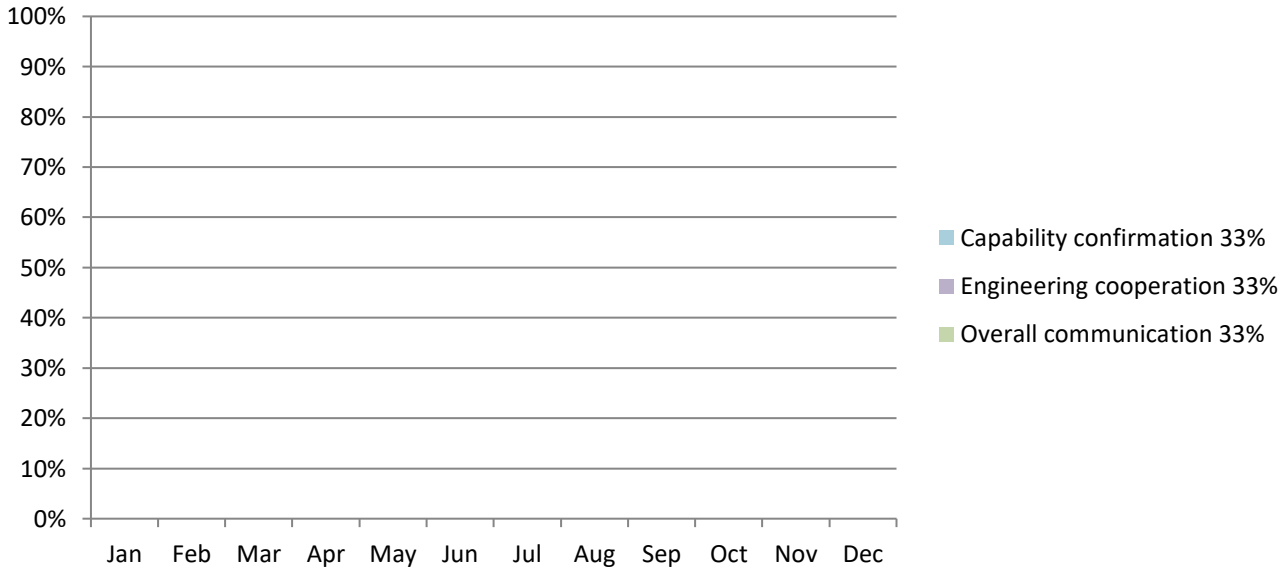 100%
90%
80%
70%
60%
50%
40%
30%
20%
10%
0%
Jan Feb Mar Apr May Jun Jul Aug Sep Oct Nov Dec
Capability confirmation 33%
Engineering cooperation 33%
Overall communication 33%